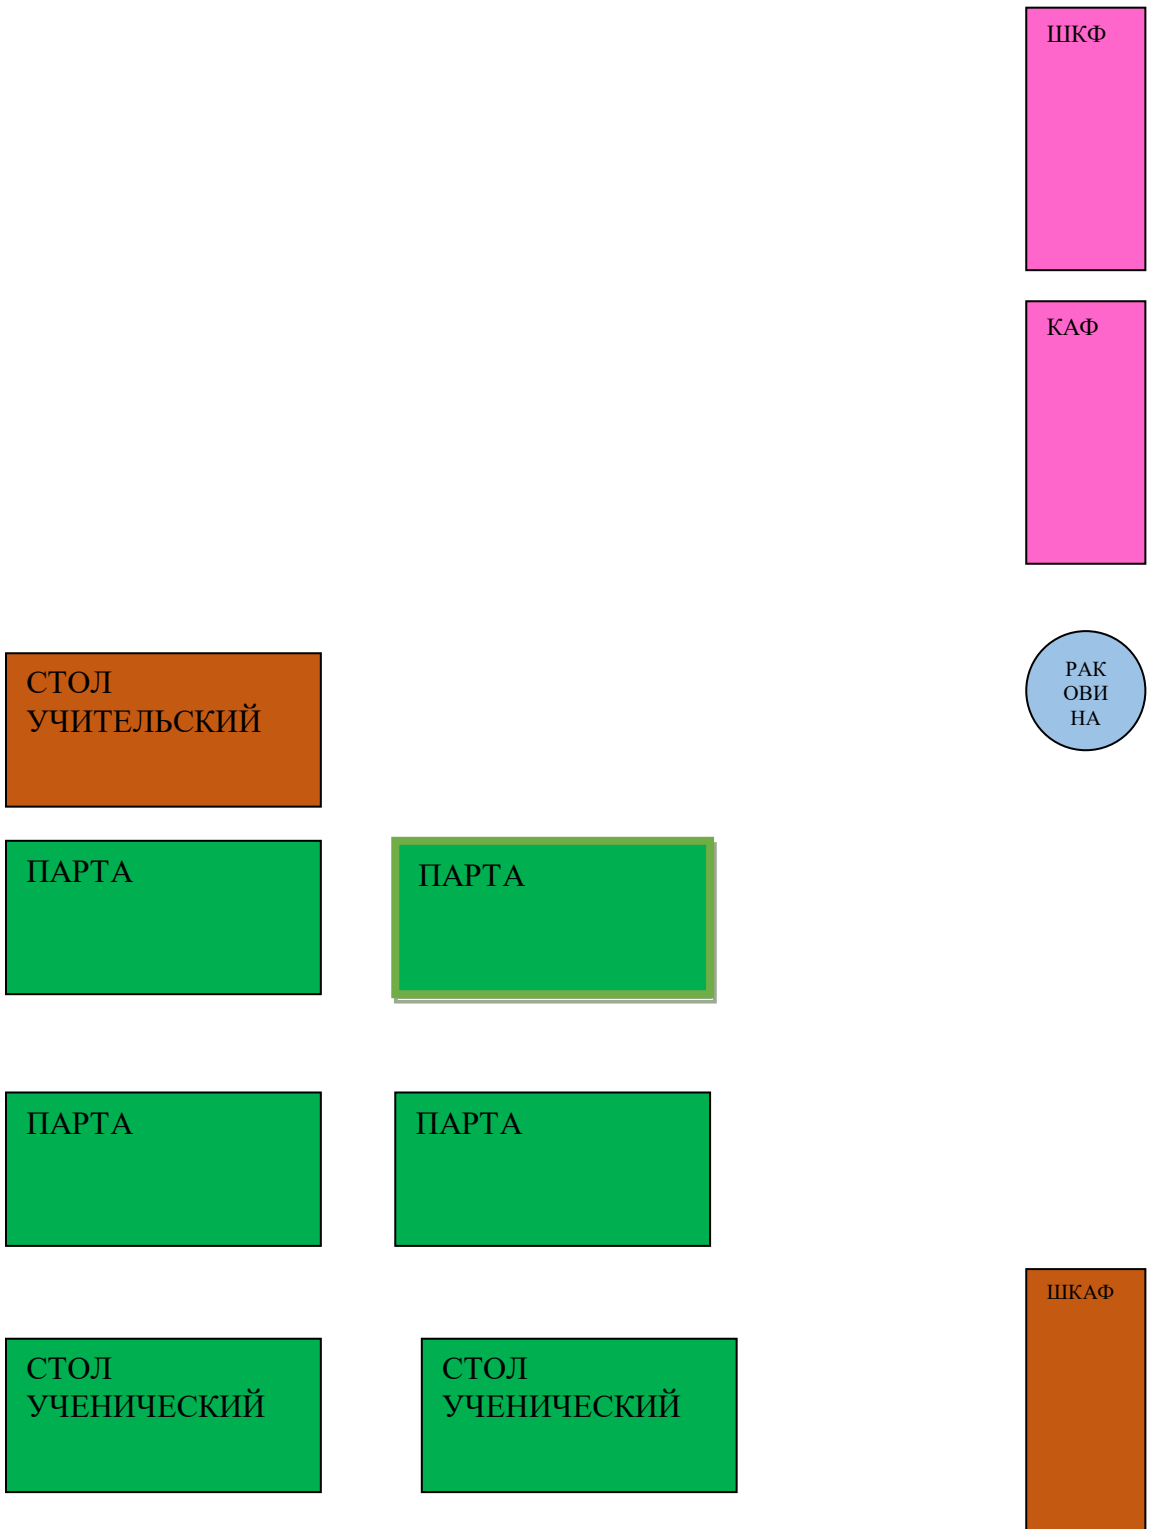 ШКФ
КАФ
РАК
ОВИ
НА
СТОЛ
УЧИТЕЛЬСКИЙ
ПАРТА
ПАРТА
ПАРТА
ПАРТА
ШКАФ
СТОЛ
УЧЕНИЧЕСКИЙ
СТОЛ
УЧЕНИЧЕСКИЙ